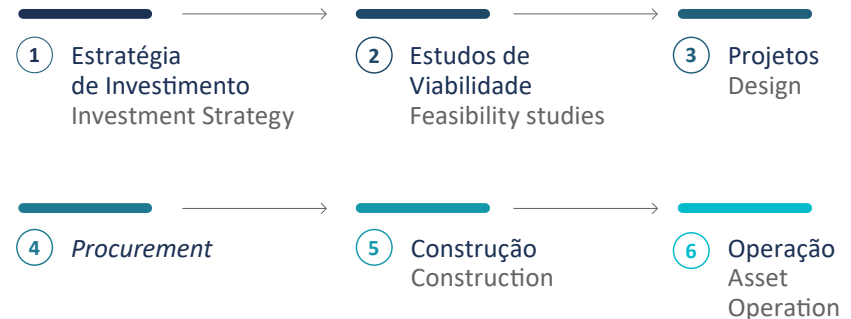 1
Estratégia
de Investimento
Investment Strategy
2
Estudos de
Viabilidade
Feasibility studies
3
Projetos
Design
4
Procurement
5
Construção
Construction
6
Operação
Asset
Operation